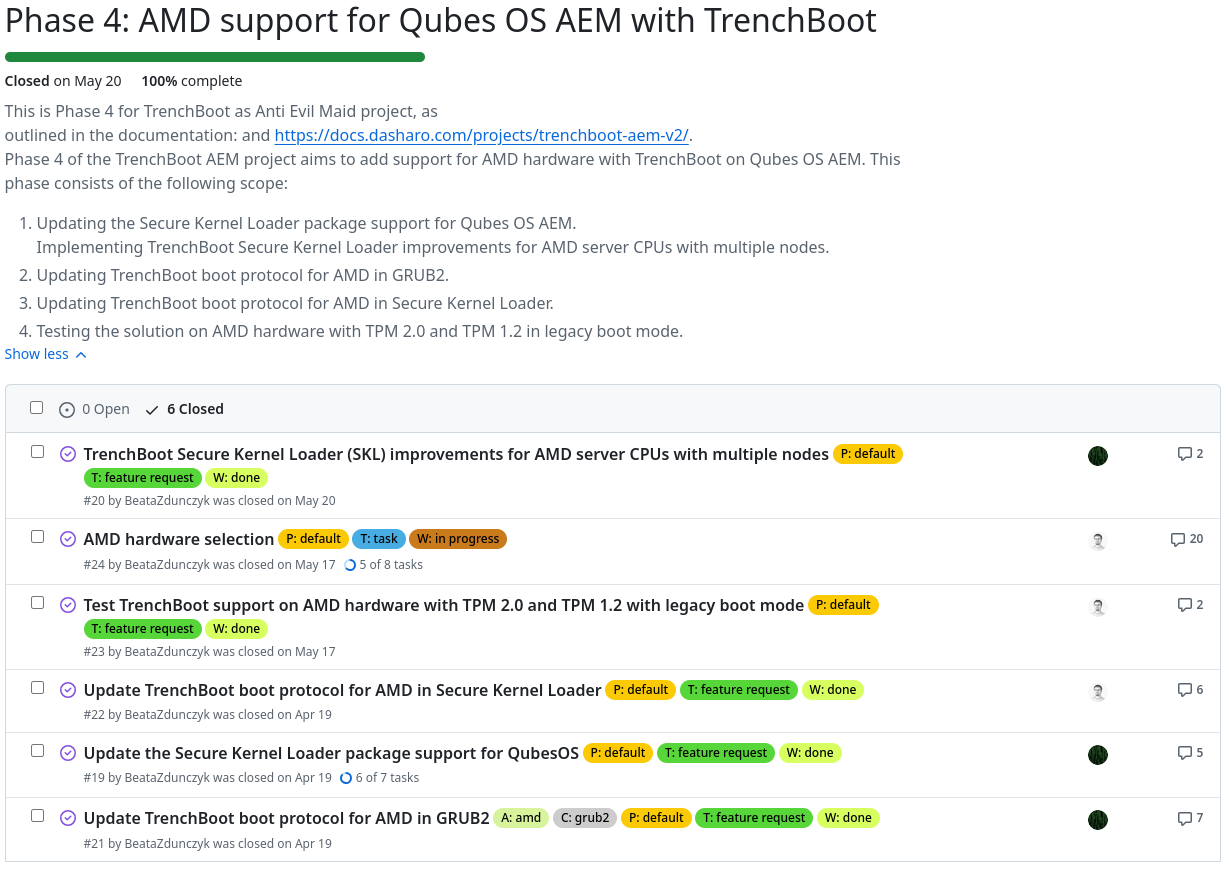 Phase 4: AMD support for Qubes OS AEM with TrenchBoot
Closed on May 20 100% complete
This is Phase 4 for TrenchBoot as Anti Evil Maid project, as
outlined in the documentation: and https://docs.dasharo.com/projects/trenchboot-aem-v2/.
Phase 4 of the TrenchBoot AEM project aims to add support for AMD hardware with TrenchBoot on Qubes OS AEM. This
phase consists of the following scope:
1. Updating the Secure Kernel Loader package support for Qubes OS AEM.
Implementing TrenchBoot Secure Kernel Loader improvements for AMD server CPUs with multiple nodes.
2. Updating TrenchBoot boot protocol for AMD in GRUB2.
3. Updating TrenchBoot boot protocol for AMD in Secure Kernel Loader.
4. Testing the solution on AMD hardware with TPM 2.0 and TPM 1.2 in legacy boot mode.
Show less
0 Open 6 Closed
TrenchBoot Secure Kernel Loader (SKL) improvements for AMD server CPUs with multiple nodes P: default 2
T: feature request W: done
#20 by BeataZdunczyk was closed on May 20
AMD hardware selection P: default T: task W: in progress 20
#24 by BeataZdunczyk was closed on May 17 5 of 8 tasks
Test TrenchBoot support on AMD hardware with TPM 2.0 and TPM 1.2 with legacy boot mode P: default 2
T: feature request W: done
#23 by BeataZdunczyk was closed on May 17
Update TrenchBoot boot protocol for AMD in Secure Kernel Loader P: default T: feature request W: done 6
#22 by BeataZdunczyk was closed on Apr 19
Update the Secure Kernel Loader package support for QubesOS P: default T: feature request W: done 5
#19 by BeataZdunczyk was closed on Apr 19 6 of 7 tasks
Update TrenchBoot boot protocol for AMD in GRUB2 A: amd C: grub2 P: default T: feature request W: done 7
#21 by BeataZdunczyk was closed on Apr 19